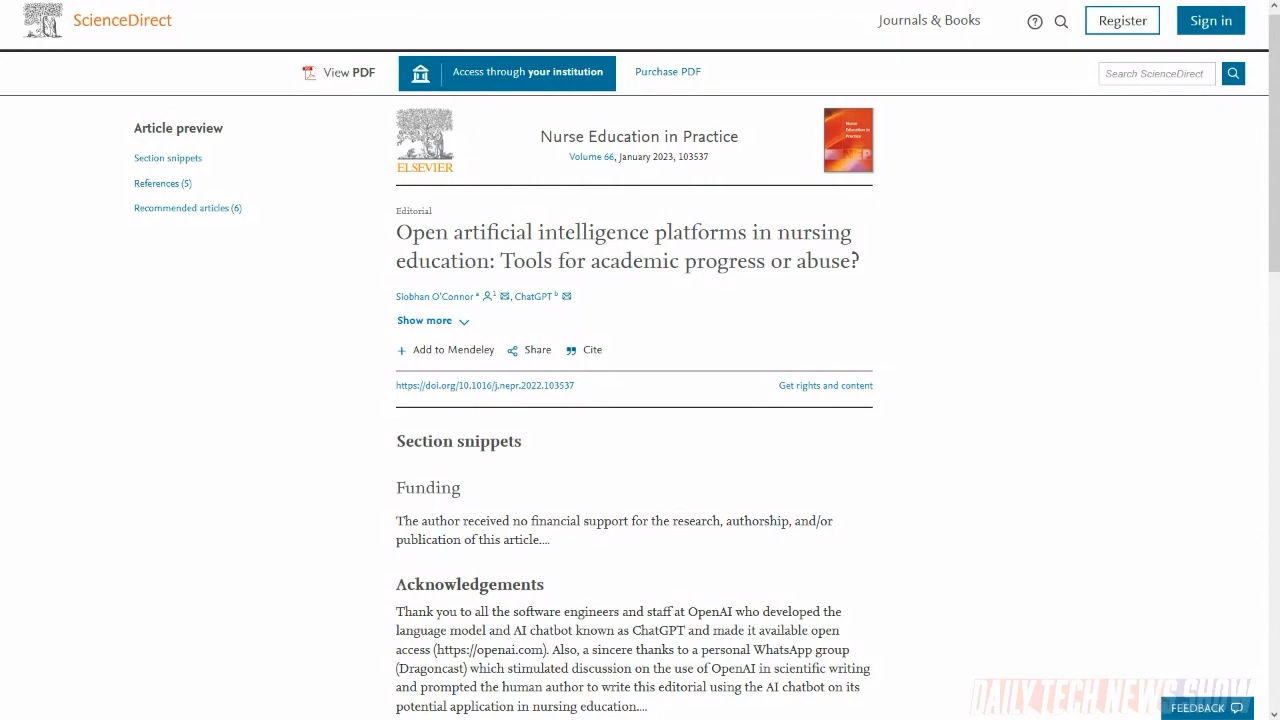 ScienceDirect
Journals & Books
Register
Sign in
View PDF
Access through your institution
Purchase PDF
Search ScienceDirect
Article preview
Section snippets
References (5)
Recommended articles (6)
ELSEVIER
Nurse Education in Practice
Volume 66, January 2023, 103537
Nurse
Education in
Practice
NEP
Editorial
Open artificial intelligence platforms in nursing
education: Tools for academic progress or abuse?
Siobhan O'Connor a 1, ChatGPT b
Show more
Add to Mendeley
Share
Cite
https://doi.org/10.1016/j.nepr.2022.103537
Get rights and content
Section snippets
Funding
The author received no financial support for the research, authorship, and/or
publication of this article....
Acknowledgements
Thank you to all the software engineers and staff at OpenAI who developed the
language model and AI chatbot known as ChatGPT and made it available open
access (https://openai.com). Also, a sincere thanks to a personal WhatsApp group
(Dragoncast) which stimulated discussion on the use of OpenAI in scientific writing
and prompted the human author to write this editorial using the AI chatbot on its
potential application in nursing education....
DAILY TECH NEWS SHOW
FEEDBACK